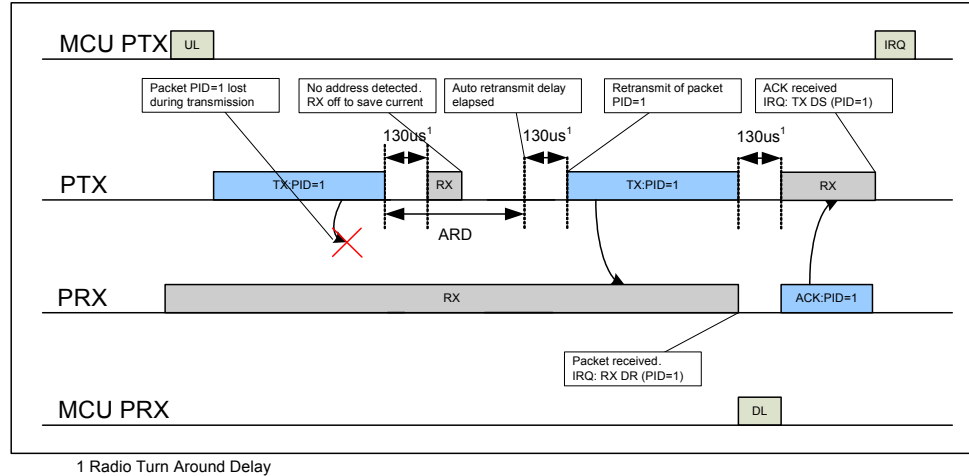 MCU PTX
UL
IRQ
Packet PID=1 lost
during transmission
No address detected.
RX off to save current
Auto retransmit delay
elapsed
Retransmit of packet
PID=1
ACK received
IRQ: TX DS (PID=1)
130us1
130us1
130us1
PTX
TX:PID=1
RX
TX:PID=1
RX
ARD
PRX
RX
ACK:PID=1
Packet received.
IRQ: RX DR (PID=1)
MCU PRX
DL
1 Radio Turn Around Delay